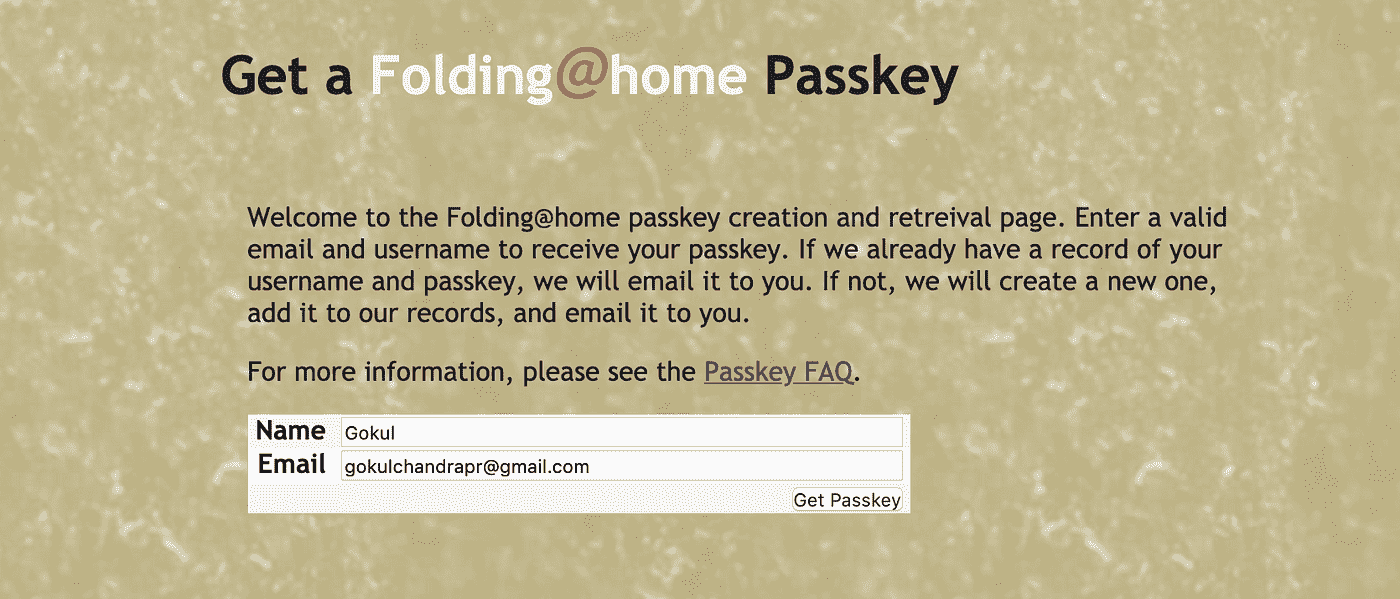 Get a Folding@home Passkey
Welcome to the Folding@home passkey creation and retreival page. Enter a valid
email and username to receive your passkey. If we already have a record of your
username and passkey, we will email it to you. If not, we will create a new one,
add it to our records, and email it to you.
For more information, please see the Passkey FAQ.
Name Gokul
Email gokulchandrapr@gmail.com
Get Passkey